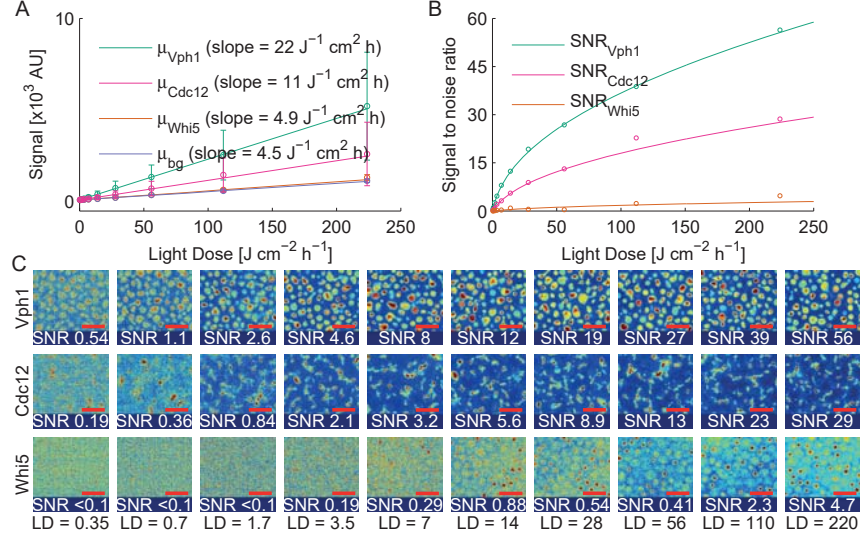 A
10
μVph1 (slope = 22 J⁻¹ cm² h)
μCdc12 (slope = 11 J⁻¹ cm² h)
μWhi5 (slope = 4.9 J⁻¹ cm² h)
μbg (slope = 4.5 J⁻¹ cm² h)
Signal [x10³ AU]
0
0 50 100 150 200 250
Light Dose [J cm⁻² h⁻¹]
B
60
45
30
15
0
SNRVph1
SNRCdc12
SNRWhi5
Signal to noise ratio
0 50 100 150 200 250
Light Dose [J cm⁻² h⁻¹]
C
Vph1
SNR 0.54 SNR 1.1 SNR 2.6 SNR 4.6 SNR 8 SNR 12 SNR 19 SNR 27 SNR 39 SNR 56
Cdc12
SNR 0.19 SNR 0.36 SNR 0.84 SNR 2.1 SNR 3.2 SNR 5.6 SNR 8.9 SNR 13 SNR 23 SNR 29
Whi5
SNR <0.1 SNR <0.1 SNR <0.1 SNR 0.19 SNR 0.29 SNR 0.88 SNR 0.54 SNR 0.41 SNR 2.3 SNR 4.7
LD = 0.35 LD = 0.7 LD = 1.7 LD = 3.5 LD = 7 LD = 14 LD = 28 LD = 56 LD = 110 LD = 220